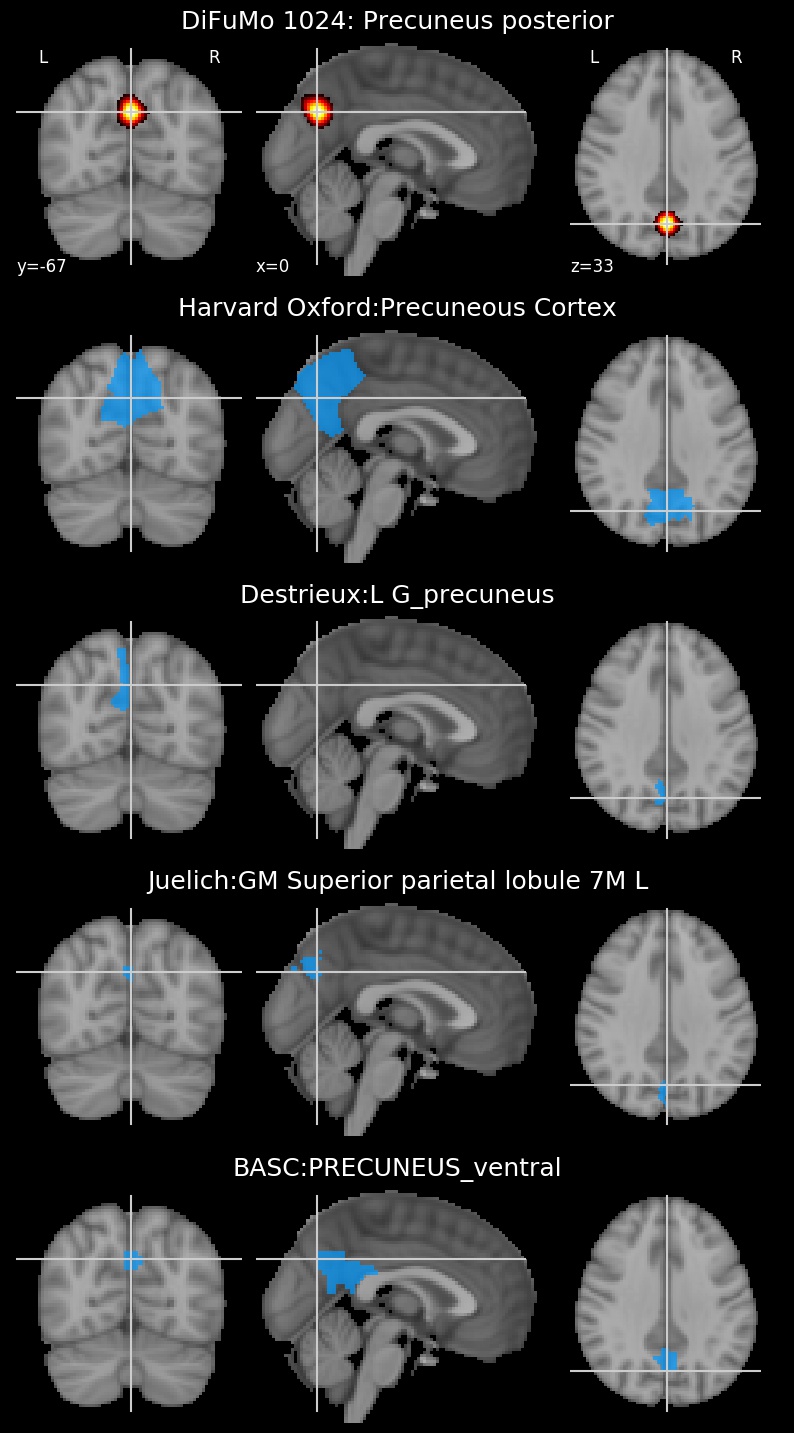 DiFuMo 1024: Precuneus posterior
L R L R
y=-67 x=0 z=33
Harvard Oxford:Precuneous Cortex
Destrieux:L G_precuneus
Juelich:GM Superior parietal lobule 7M L
BASC:PRECUNEUS_ventral